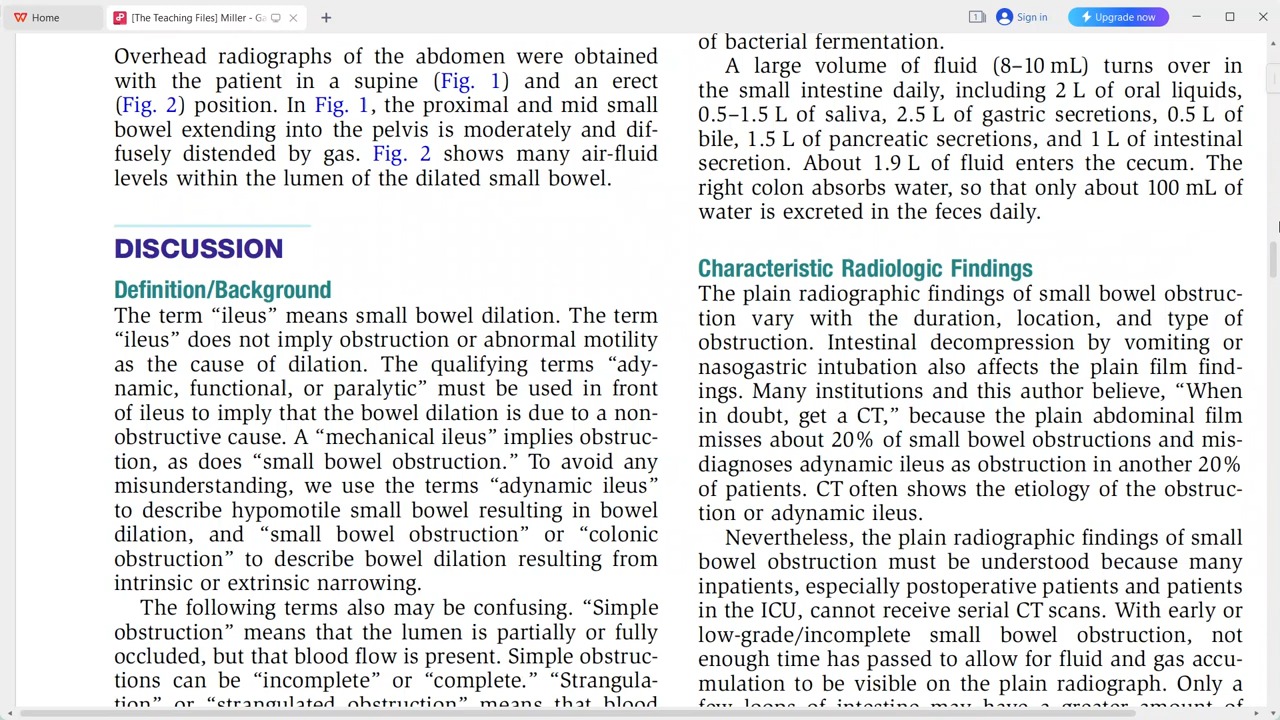 Home
[The Teaching Files] Miller - Ga
1
Sign in
Upgrade now
Overhead radiographs of the abdomen were obtained
with the patient in a supine (Fig. 1) and an erect
(Fig. 2) position. In Fig. 1, the proximal and mid small
bowel extending into the pelvis is moderately and dif-
fusely distended by gas. Fig. 2 shows many air-fluid
levels within the lumen of the dilated small bowel.
DISCUSSION
Definition/Background
The term “ileus” means small bowel dilation. The term
“ileus” does not imply obstruction or abnormal motility
as the cause of dilation. The qualifying terms “ady-
namic, functional, or paralytic” must be used in front
of ileus to imply that the bowel dilation is due to a non-
obstructive cause. A “mechanical ileus” implies obstruc-
tion, as does “small bowel obstruction.” To avoid any
misunderstanding, we use the terms “adynamic ileus”
to describe hypomotile small bowel resulting in bowel
dilation, and “small bowel obstruction” or “colonic
obstruction” to describe bowel dilation resulting from
intrinsic or extrinsic narrowing.
The following terms also may be confusing. “Simple
obstruction” means that the lumen is partially or fully
occluded, but that blood flow is present. Simple obstruc-
tions can be “incomplete” or “complete.” “Strangula-
tion” or “strangulated obstruction” means that blood
of bacterial fermentation.
A large volume of fluid (8–10 mL) turns over in
the small intestine daily, including 2 L of oral liquids,
0.5–1.5 L of saliva, 2.5 L of gastric secretions, 0.5 L of
bile, 1.5 L of pancreatic secretions, and 1 L of intestinal
secretion. About 1.9 L of fluid enters the cecum. The
right colon absorbs water, so that only about 100 mL of
water is excreted in the feces daily.
Characteristic Radiologic Findings
The plain radiographic findings of small bowel obstruc-
tion vary with the duration, location, and type of
obstruction. Intestinal decompression by vomiting or
nasogastric intubation also affects the plain film find-
ings. Many institutions and this author believe, “When
in doubt, get a CT,” because the plain abdominal film
misses about 20% of small bowel obstructions and mis-
diagnoses adynamic ileus as obstruction in another 20%
of patients. CT often shows the etiology of the obstruc-
tion or adynamic ileus.
Nevertheless, the plain radiographic findings of small
bowel obstruction must be understood because many
inpatients, especially postoperative patients and patients
in the ICU, cannot receive serial CT scans. With early or
low-grade/incomplete small bowel obstruction, not
enough time has passed to allow for fluid and gas accu-
mulation to be visible on the plain radiograph. Only a
few loops of intestine may have a greater amount of